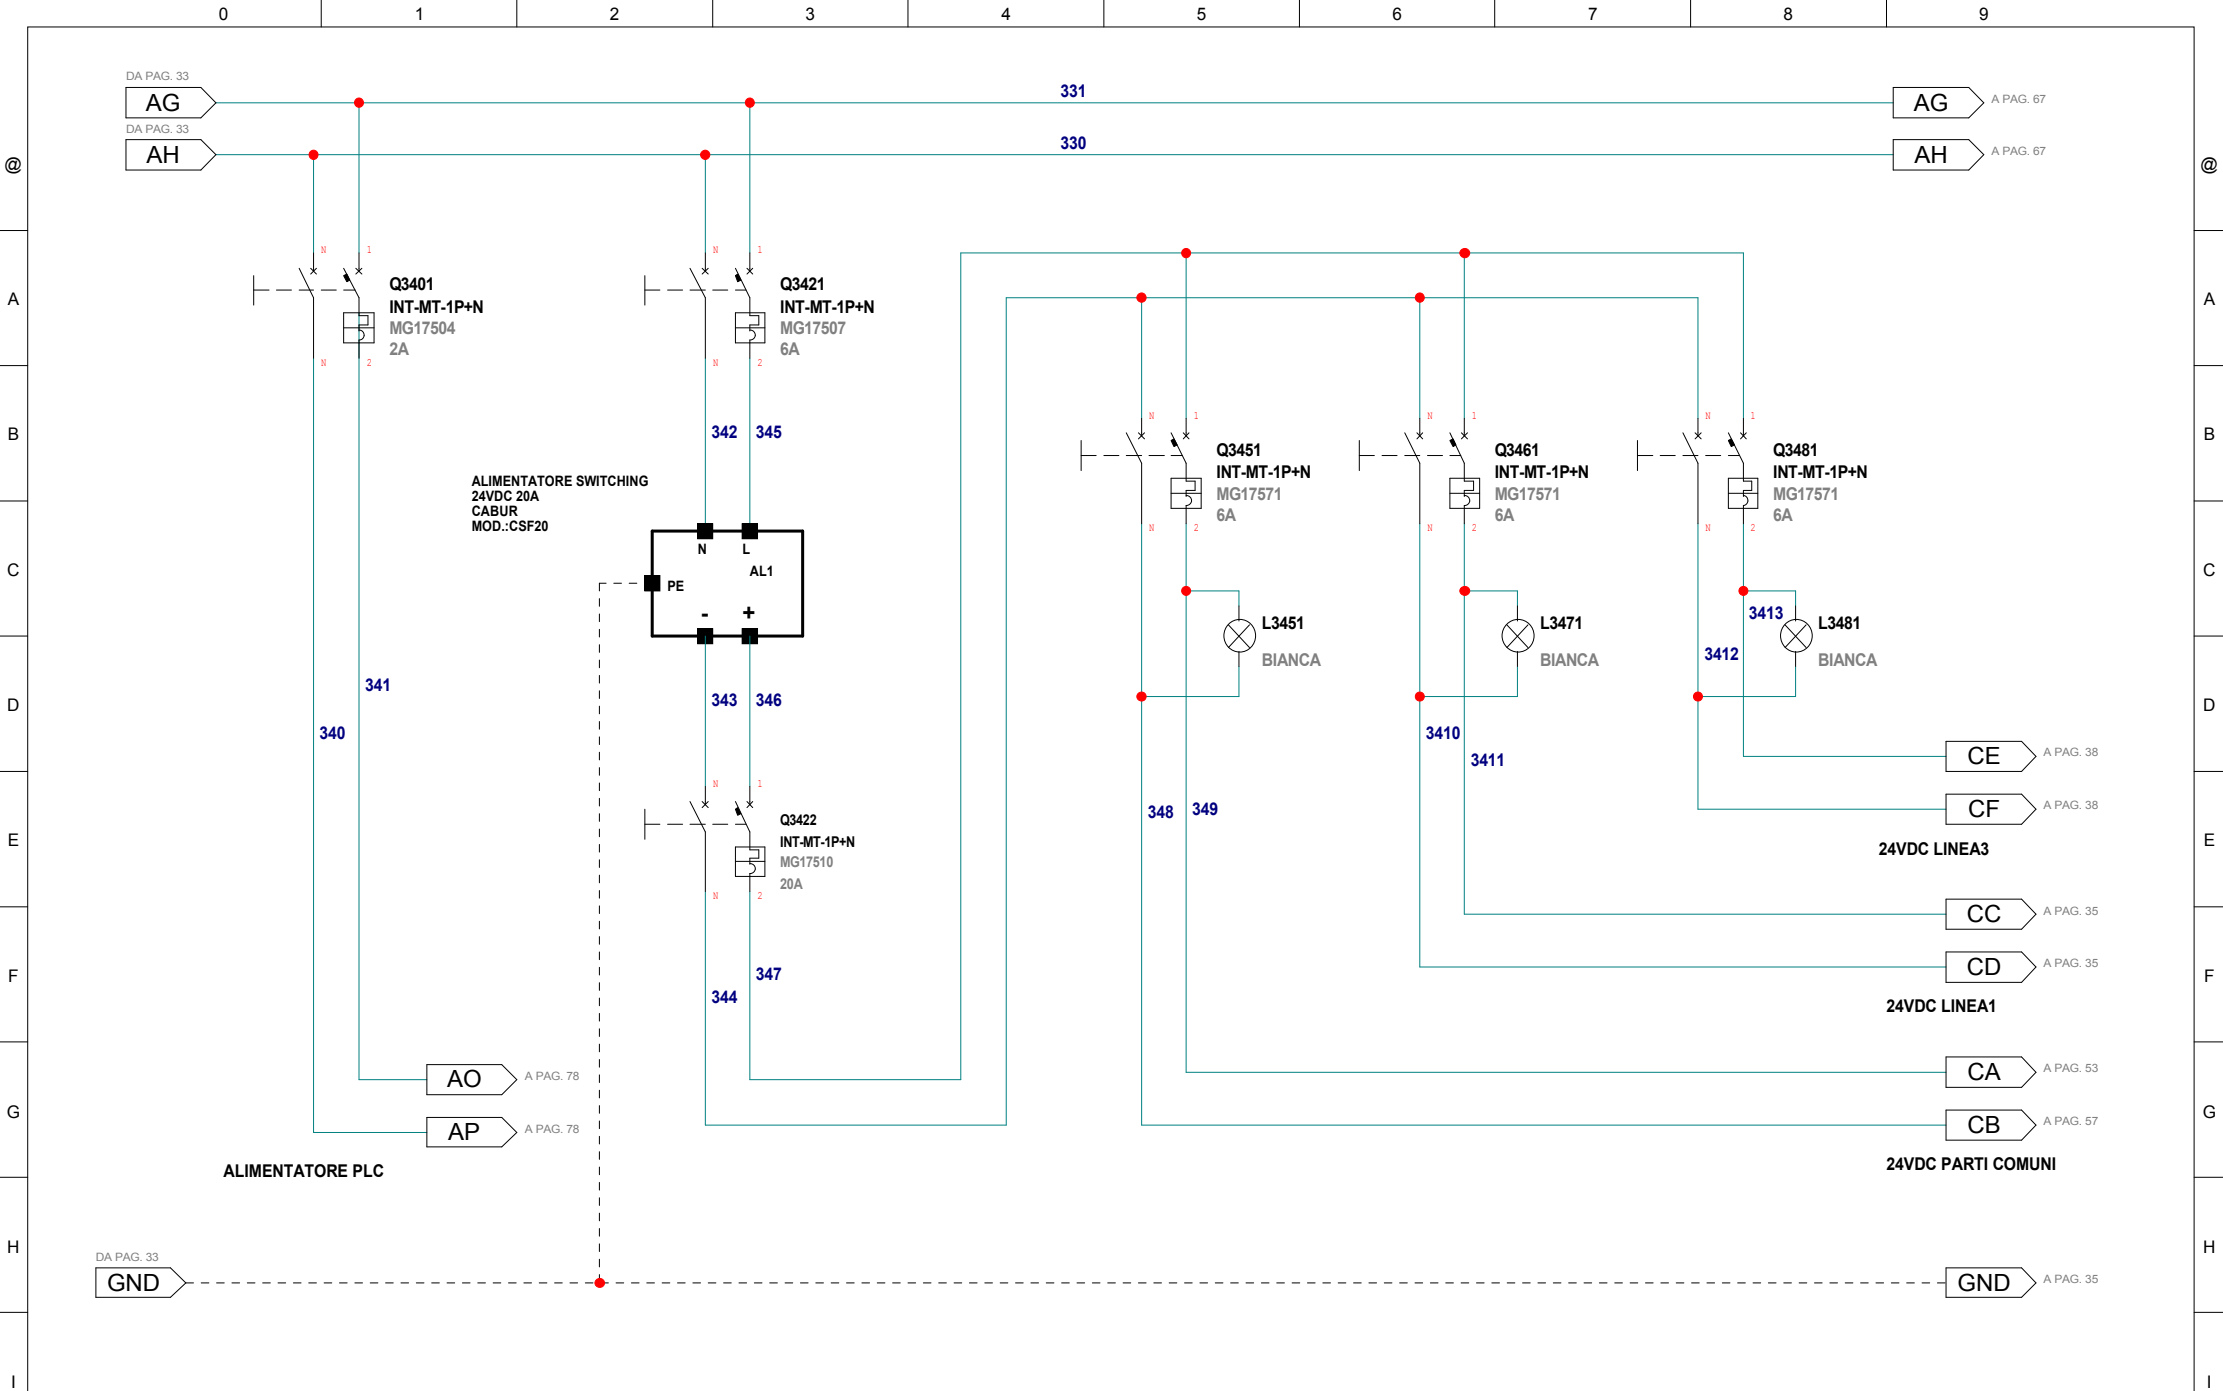 0 1 2 3 4 5 6 7 8 9
DA PAG. 33
AG
331
AG
A PAG. 67
DA PAG. 33
AH
330
AH
A PAG. 67
@
@
N 1
Q3401
INT-MT-1P+N
MG17504
2A
N 2
N 1
Q3421
INT-MT-1P+N
MG17507
6A
N 2
A
A
342 345
B
B
N 1
Q3451
INT-MT-1P+N
MG17571
6A
N 2
N 1
Q3461
INT-MT-1P+N
MG17571
6A
N 2
N 1
Q3481
INT-MT-1P+N
MG17571
6A
N 2
ALIMENTATORE SWITCHING
24VDC 20A
CABUR
MOD.:CSF20
N L
AL1
PE
- +
C
C
L3451
BIANCA
L3471
BIANCA
3413
L3481
BIANCA
3412
341
343 346
340
D
D
3410
3411
CE
A PAG. 38
N 1
Q3422
INT-MT-1P+N
MG17510
20A
N 2
348 349
CF
A PAG. 38
24VDC LINEA3
E
E
CC
A PAG. 35
347
344
CD
A PAG. 35
24VDC LINEA1
F
F
AO
A PAG. 78
CA
A PAG. 53
AP
A PAG. 78
CB
A PAG. 57
G
G
ALIMENTATORE PLC
24VDC PARTI COMUNI
H
H
DA PAG. 33
GND
GND
A PAG. 35
I
I